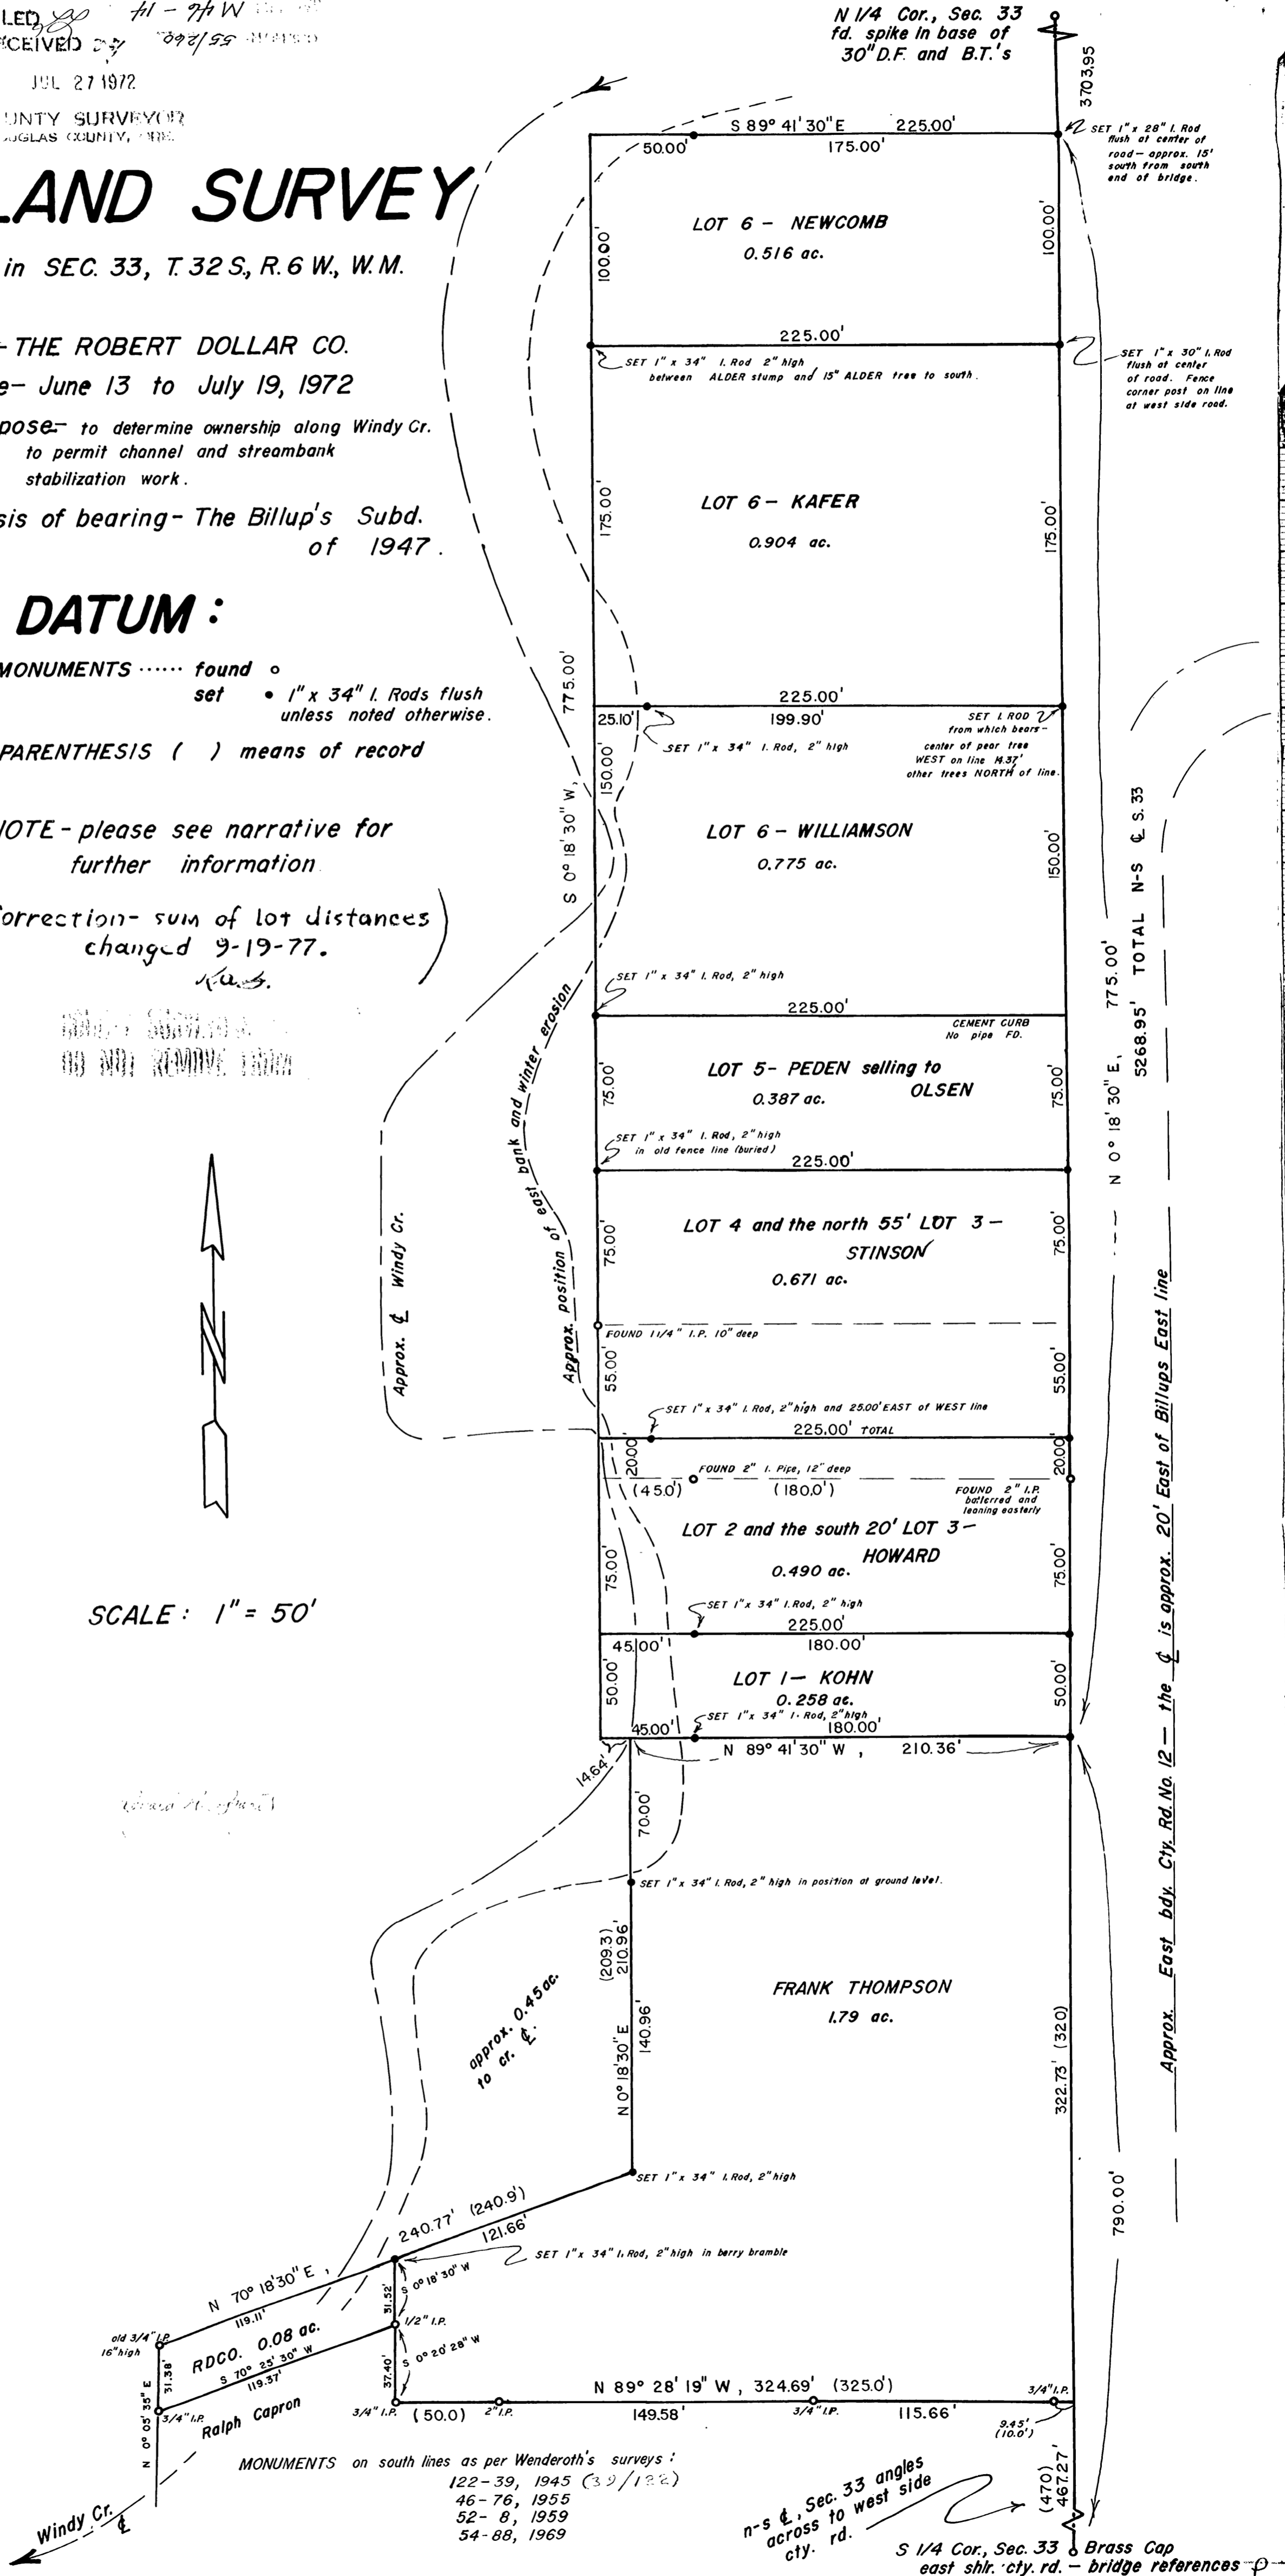 LED
CEIVED
M 46 - 14
55/260
JUL 27 1972
UNTY SURVEYOR
UGLAS COUNTY, ORE.
LAND SURVEY
in SEC. 33, T. 32 S., R. 6 W., W. M.
- THE ROBERT DOLLAR CO.
e- June 13 to July 19, 1972
pose- to determine ownership along Windy Cr.
to permit channel and streambank
stabilization work.
sis of bearing- The Billup's Subd.
of 1947.
DATUM:
MONUMENTS ...... found o
set • 1" x 34" I. Rods flush
unless noted otherwise.
PARENTHESIS ( ) means of record
NOTE - please see narrative for
further information
orrection- sum of lot distances
changed 9-19-77.
DO NOT REMOVE FROM
N
SCALE: 1" = 50'
N 1/4 Cor., Sec. 33
fd. spike in base of
30" D.F. and B.T.'s
3703.95
S 89° 41' 30" E 225.00'
50.00' 175.00'
SET 1" x 28" I. Rod
flush at center of
road- approx. 15'
south from south
end of bridge.
LOT 6 - NEWCOMB
0.516 ac.
100.00'
100.00'
225.00'
SET 1" x 34" I. Rod 2" high
between ALDER stump and 15" ALDER tree to south.
SET 1" x 30" I. Rod
flush at center
of road. Fence
corner post on line
at west side road.
LOT 6- KAFER
0.904 ac.
175.00'
175.00'
225.00'
25.10' 199.90'
SET 1" x 34" I. Rod, 2" high
SET I. ROD
from which bears-
center of pear tree
WEST on line 14.37'
other trees NORTH of line.
S 0° 18' 30" W, 775.00'
150.00'
LOT 6 - WILLIAMSON
0.775 ac.
150.00'
SET 1" x 34" I. Rod, 2" high
225.00'
CEMENT CURB
No pipe FD.
LOT 5- PEDEN selling to
OLSEN
0.387 ac.
75.00'
75.00'
SET 1" x 34" I. Rod, 2" high
in old fence line (buried)
225.00'
LOT 4 and the north 55' LOT 3 -
STINSON
0.671 ac.
75.00'
75.00'
FOUND 1 1/4" I.P. 10" deep
55.00'
55.00'
SET 1" x 34" I. Rod, 2" high and 25.00' EAST of WEST line
225.00' TOTAL
20.00'
20.00'
FOUND 2" I. Pipe, 12" deep
(45.0') (180.0')
FOUND 2" I.P.
batterred and
leaning easterly
LOT 2 and the south 20' LOT 3-
HOWARD
0.490 ac.
75.00'
75.00'
SET 1" x 34" I. Rod, 2" high
225.00'
45.00' 180.00'
LOT 1- KOHN
0.258 ac.
50.00'
50.00'
SET 1" x 34" I. Rod, 2" high
45.00' 180.00'
N 89° 41' 30" W, 210.36'
14.64'
70.00'
SET 1" x 34" I. Rod, 2" high in position at ground level.
FRANK THOMPSON
1.79 ac.
(209.3)
210.96'
N 0° 18' 30" E
140.96'
approx. 0.45 ac.
to cr. ℄.
322.73' (320)
790.00'
SET 1" x 34" I. Rod, 2" high
240.77' (240.9')
121.66'
SET 1" x 34" I. Rod, 2" high in berry bramble
N 70° 18' 30" E,
119.11'
31.52'
S 0° 18' 30" W
1/2" I.P.
old 3/4" I.P.
16" high
RDCO. 0.08 ac.
S 70° 25' 30" W
119.37'
31.38'
N 0° 05' 35" E
3/4" I.P.
Ralph Capron
37.40'
S 0° 20' 28" W
N 89° 28' 19" W, 324.69' (325.0')
3/4" I.P. (50.0) 2" I.P. 149.58' 3/4" I.P. 115.66' 3/4" I.P.
9.45'
(10.0')
MONUMENTS on south lines as per Wenderoth's surveys:
122-39, 1945 (39/122)
46-76, 1955
52- 8, 1959
54-88, 1969
Windy Cr. ℄
n-s ℄, Sec. 33 angles
across to west side
cty. rd.
(470)
467.27'
S 1/4 Cor., Sec. 33 Brass Cap
east shlr. cty. rd. - bridge references
Approx. ℄ Windy Cr.
Approx. position of east bank and winter erosion
N 0° 18' 30" E, 775.00'
5268.95' TOTAL N-S ℄ S. 33
Approx. East bdy. Cty. Rd. No. 12 - the ℄ is approx. 20' East of Billups East line